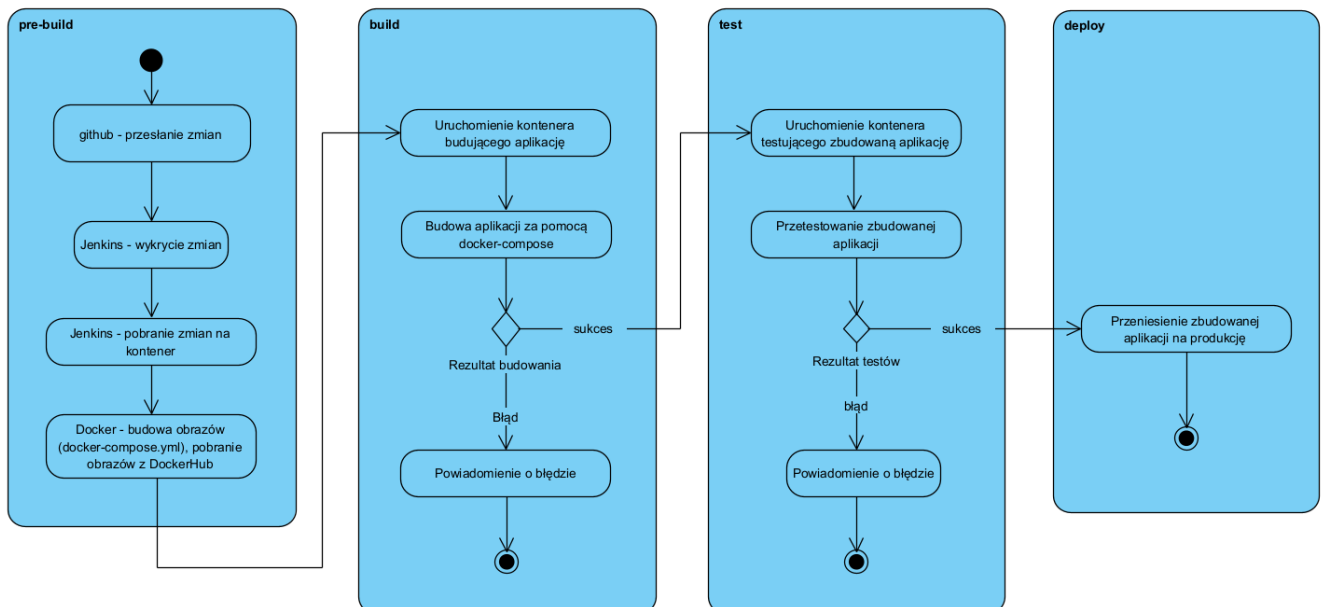 pre-build
github - przesłanie zmian
Jenkins - wykrycie zmian
Jenkins - pobranie zmian na
kontener
Docker - budowa obrazów
(docker-compose.yml), pobranie
obrazów z DockerHub
build
Uruchomienie kontenera
budującego aplikację
Budowa aplikacji za pomocą
docker-compose
sukces
Rezultat budowania
Błąd
Powiadomienie o błędzie
test
Uruchomienie kontenera
testującego zbudowaną aplikację
Przetestowanie zbudowanej
aplikacji
sukces
Rezultat testów
błąd
Powiadomienie o błędzie
deploy
Przeniesienie zbudowanej
aplikacji na produkcję